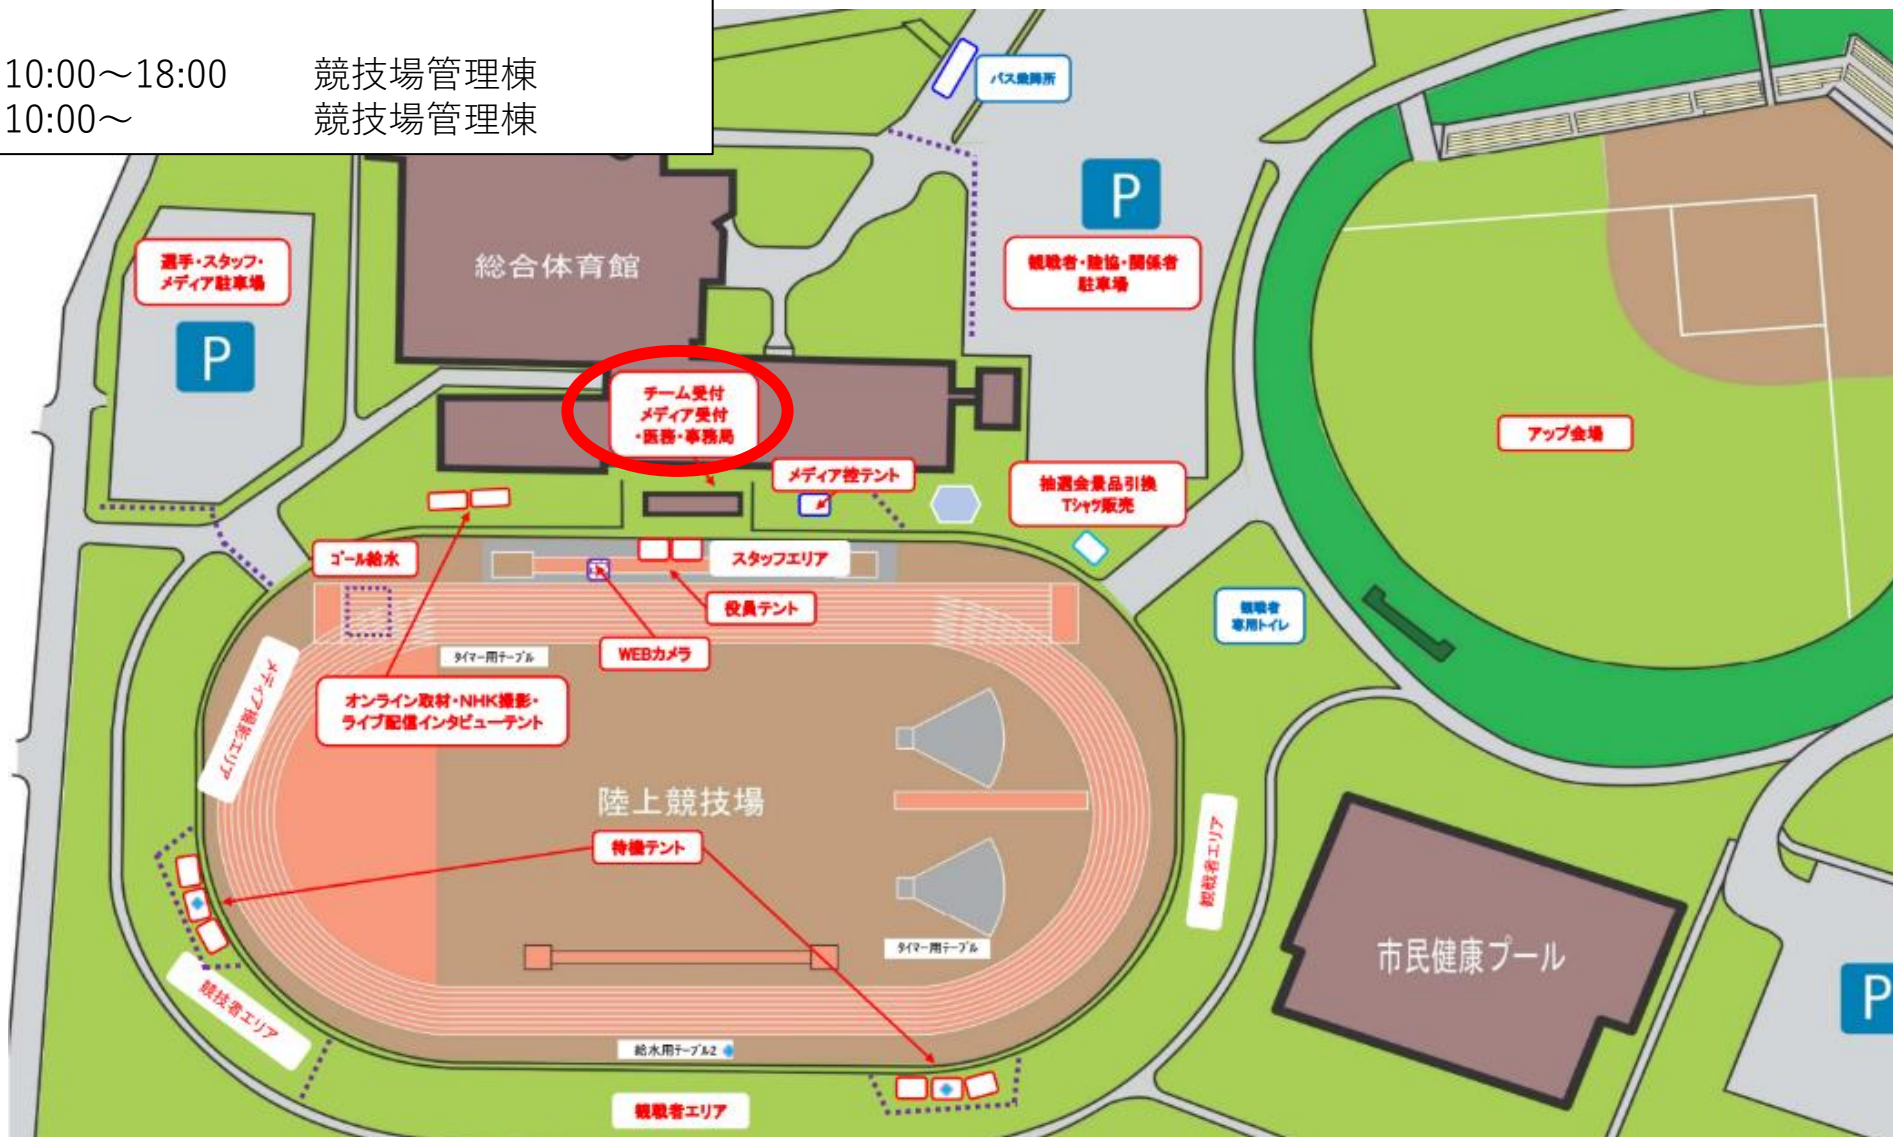 10:00～18:00 競技場管理棟
10:00～ 競技場管理棟
バス乗降所
P
選手・スタッフ・
メディア駐車場
P
総合体育館
観戦者・陸協・関係者
駐車場
チーム受付
メディア受付
・医務・事務局
アップ会場
メディア控テント
抽選会景品引換
Tシャツ販売
ゴール給水
スタッフエリア
役員テント
観戦者
専用トイレ
タイマー用テーブル
WEBカメラ
メディア撮影エリア
オンライン取材・NHK撮影・
ライブ配信インタビューテント
陸上競技場
待機テント
観戦者エリア
タイマー用テーブル
市民健康プール
P
競技者エリア
給水用テーブル2
観戦者エリア